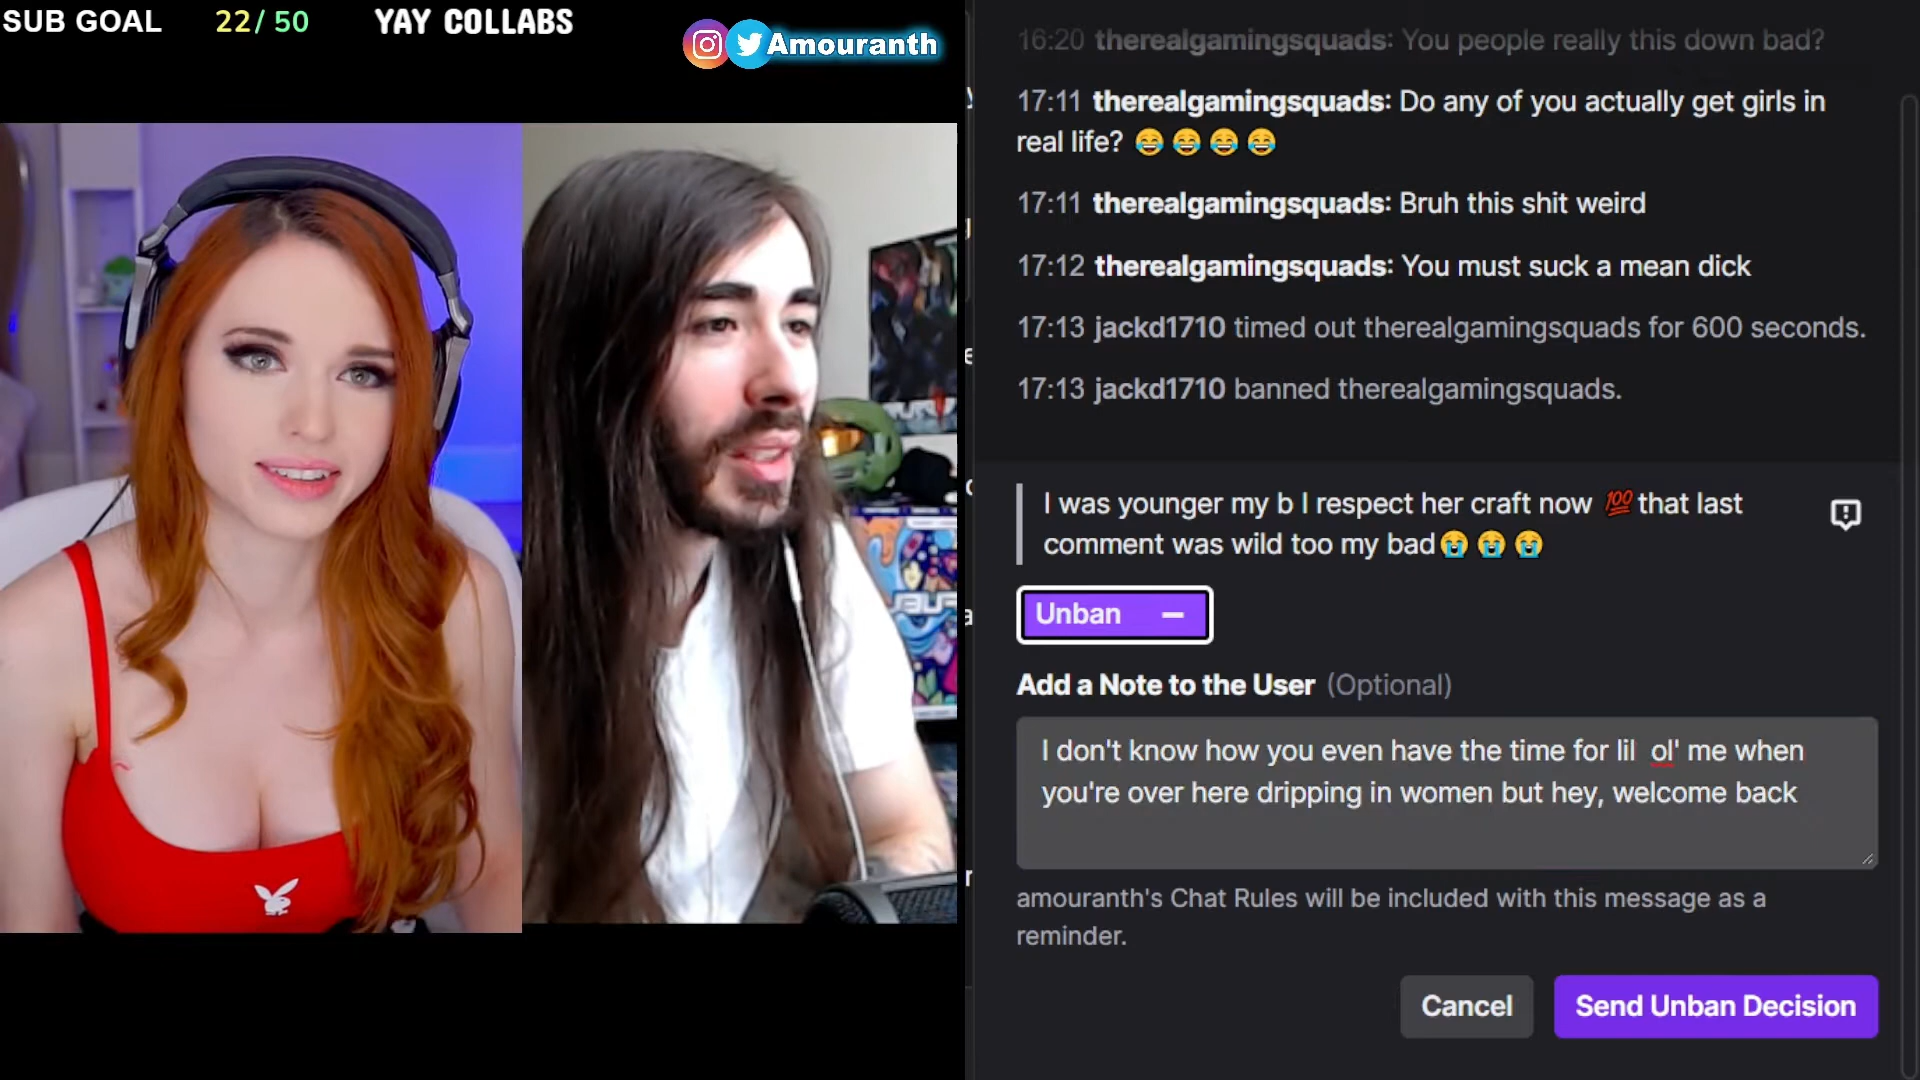 SUB GOAL 22/ 50 YAY COLLABS
Amouranth
16:20 therealgamingsquads: You people really this down bad?
17:11 therealgamingsquads: Do any of you actually get girls in
real life? 😂 😂 😂 😂
17:11 therealgamingsquads: Bruh this shit weird
17:12 therealgamingsquads: You must suck a mean dick
17:13 jackd1710 timed out therealgamingsquads for 600 seconds.
17:13 jackd1710 banned therealgamingsquads.
I was younger my b I respect her craft now 💯 that last
comment was wild too my bad😭 😭 😭
Unban
Add a Note to the User (Optional)
I don't know how you even have the time for lil  ol' me when
you're over here dripping in women but hey, welcome back
amouranth's Chat Rules will be included with this message as a
reminder.
Cancel Send Unban Decision